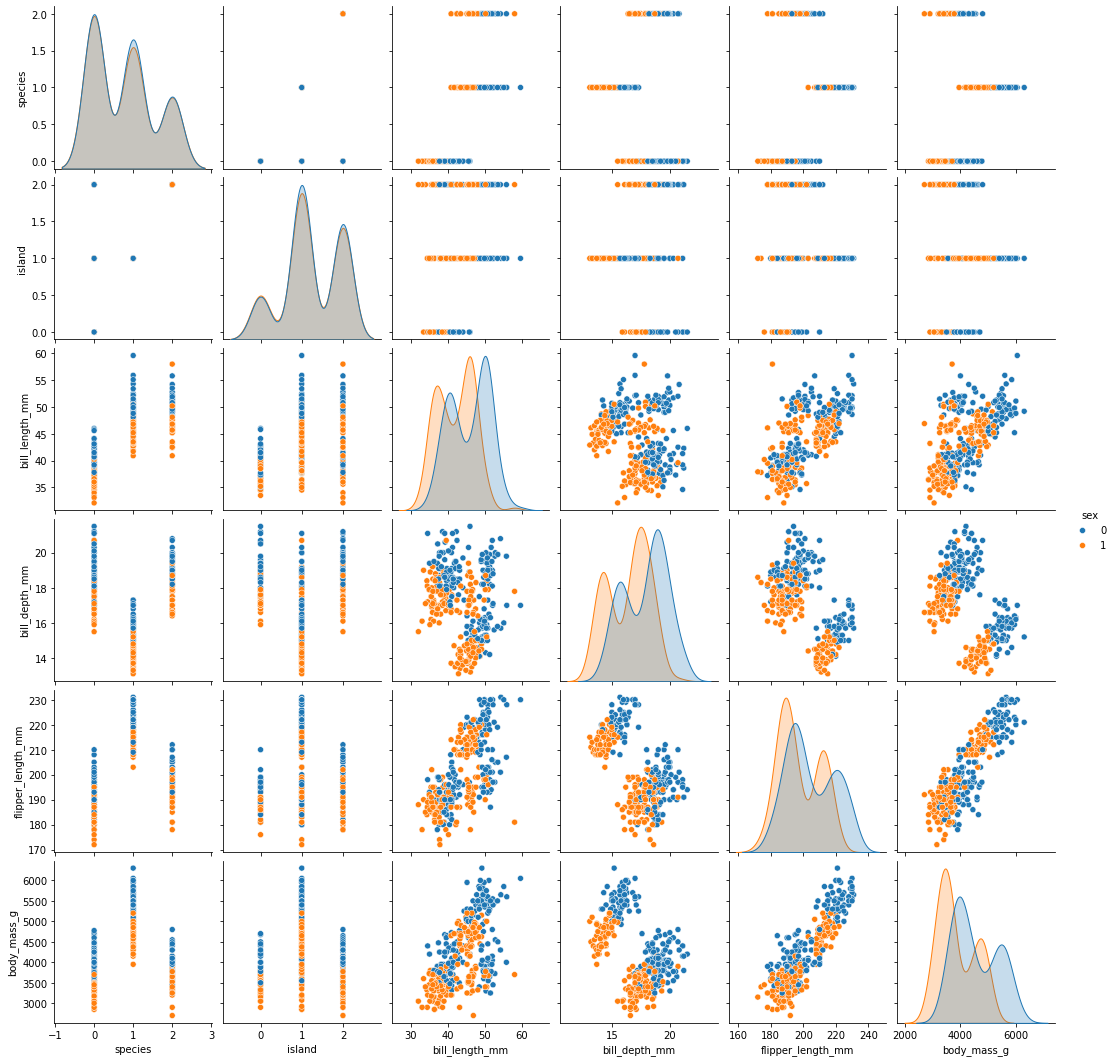 2.0
1.5
1.0
0.5
0.0
species
2.0
1.5
1.0
0.5
0.0
island
60
55
50
45
40
35
bill_length_mm
20
18
16
14
bill_depth_mm
230
220
210
200
190
180
170
flipper_length_mm
6000
5500
5000
4500
4000
3500
3000
body_mass_g
-1 0 1 2 3
species
0 1 2
island
30 40 50 60
bill_length_mm
15 20
bill_depth_mm
160 180 200 220 240
flipper_length_mm
2000 4000 6000
body_mass_g
sex
0
1